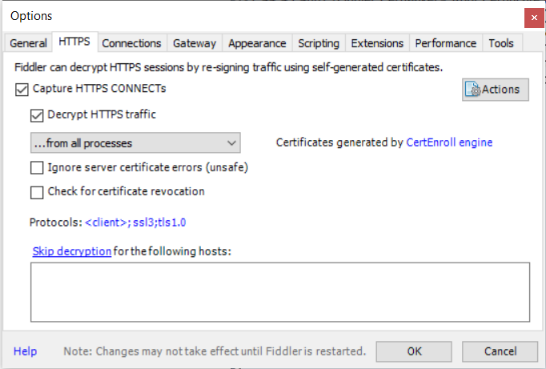 Options
General HTTPS Connections Gateway Appearance Scripting Extensions Performance Tools
Fiddler can decrypt HTTPS sessions by re-signing traffic using self-generated certificates.
Capture HTTPS CONNECTs
Actions
Decrypt HTTPS traffic
...from all processes
Certificates generated by CertEnroll engine
Ignore server certificate errors (unsafe)
Check for certificate revocation
Protocols: <client>;ssl3;tls1.0
Skip decryption for the following hosts:
Help Note: Changes may not take effect until Fiddler is restarted. OK Cancel